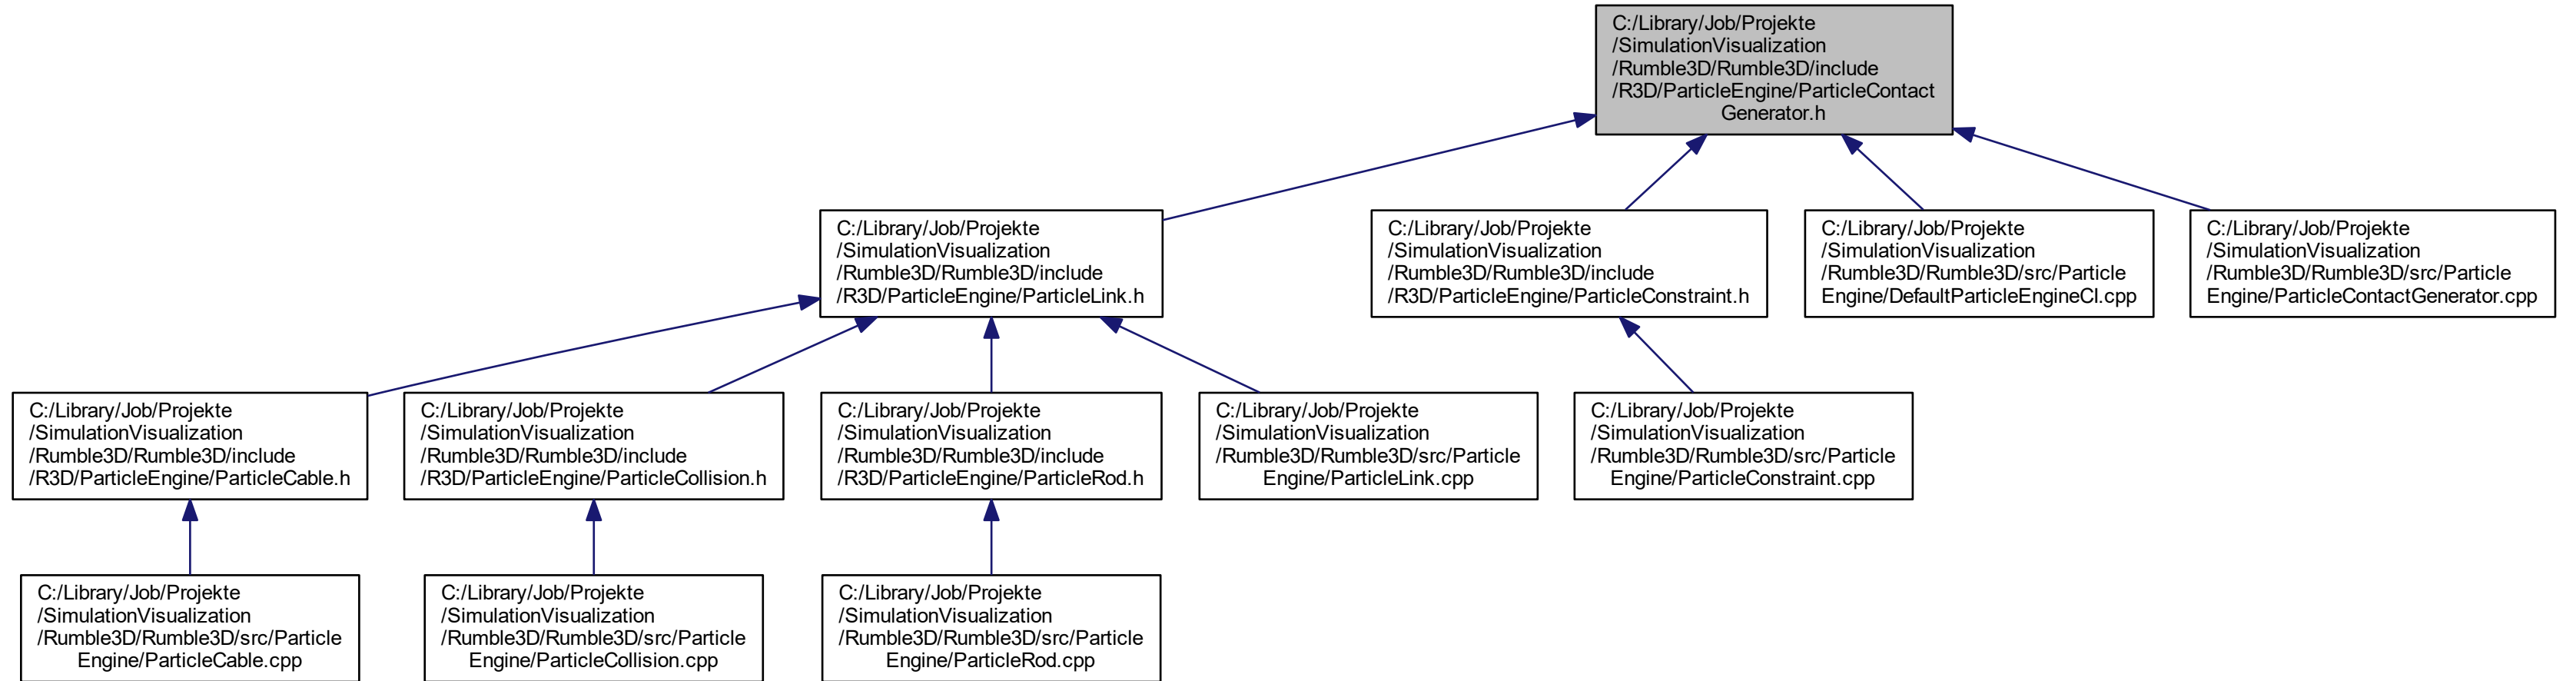 C:/Library/Job/Projekte
/SimulationVisualization
/Rumble3D/Rumble3D/include
/R3D/ParticleEngine/ParticleContact
Generator.h
C:/Library/Job/Projekte
/SimulationVisualization
/Rumble3D/Rumble3D/include
/R3D/ParticleEngine/ParticleLink.h
C:/Library/Job/Projekte
/SimulationVisualization
/Rumble3D/Rumble3D/include
/R3D/ParticleEngine/ParticleConstraint.h
C:/Library/Job/Projekte
/SimulationVisualization
/Rumble3D/Rumble3D/src/Particle
Engine/DefaultParticleEngineCI.cpp
C:/Library/Job/Projekte
/SimulationVisualization
/Rumble3D/Rumble3D/src/Particle
Engine/ParticleContactGenerator.cpp
C:/Library/Job/Projekte
/SimulationVisualization
/Rumble3D/Rumble3D/include
/R3D/ParticleEngine/ParticleCable.h
C:/Library/Job/Projekte
/SimulationVisualization
/Rumble3D/Rumble3D/include
/R3D/ParticleEngine/ParticleCollision.h
C:/Library/Job/Projekte
/SimulationVisualization
/Rumble3D/Rumble3D/include
/R3D/ParticleEngine/ParticleRod.h
C:/Library/Job/Projekte
/SimulationVisualization
/Rumble3D/Rumble3D/src/Particle
Engine/ParticleLink.cpp
C:/Library/Job/Projekte
/SimulationVisualization
/Rumble3D/Rumble3D/src/Particle
Engine/ParticleConstraint.cpp
C:/Library/Job/Projekte
/SimulationVisualization
/Rumble3D/Rumble3D/src/Particle
Engine/ParticleCable.cpp
C:/Library/Job/Projekte
/SimulationVisualization
/Rumble3D/Rumble3D/src/Particle
Engine/ParticleCollision.cpp
C:/Library/Job/Projekte
/SimulationVisualization
/Rumble3D/Rumble3D/src/Particle
Engine/ParticleRod.cpp